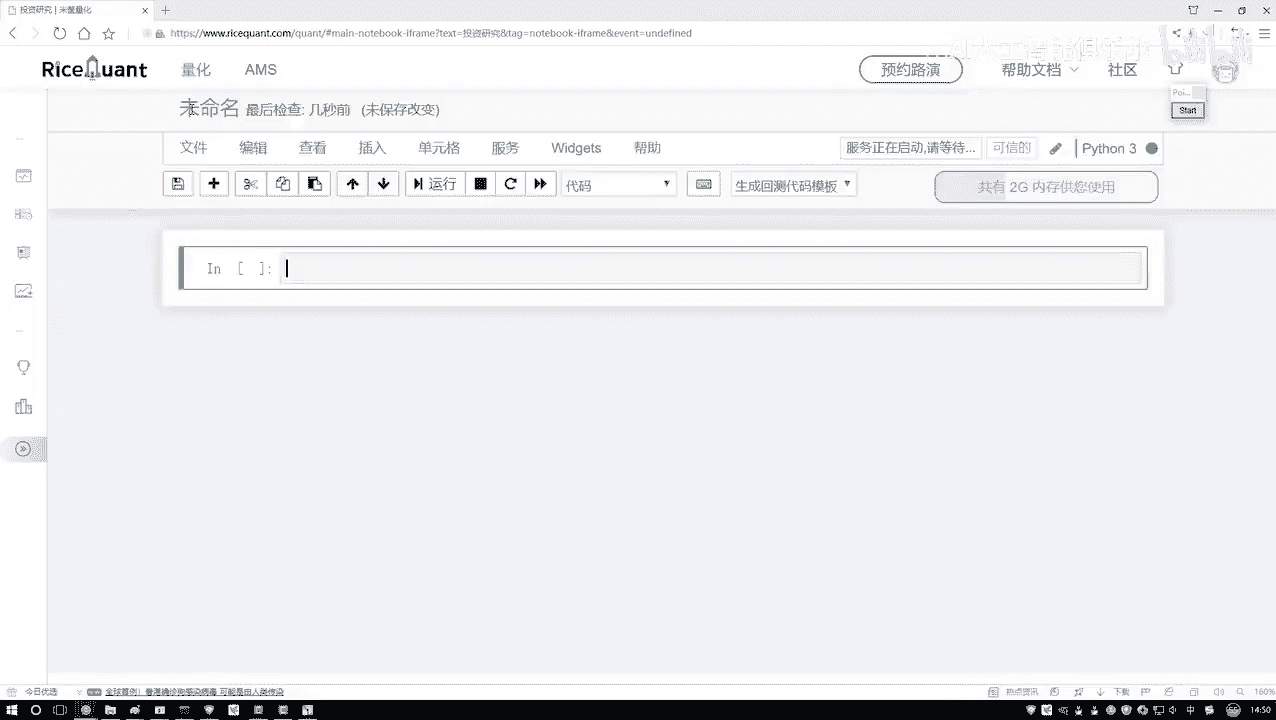 投资研究 | 米筐量化
https://www.ricequant.com/quant/#main-notebook-iframe?text=投资研究&tag=notebook-iframe&event=undefined
RiceQuant 量化 AMS 预约路演 帮助文档 社区
未命名 最后检查: 几秒前 (未保存改变)
Poi...
Start
文件 编辑 查看 插入 单元格 服务 Widgets 帮助 服务正在启动,请等待... 可信的 Python 3
运行 代码 生成回测代码模板 共有 2G 内存供您使用
In [ ]:
今日优选 全球首例! 香港确诊狗感染病毒 可能是由人类传染 热点资讯 下载 160%
中 14:50